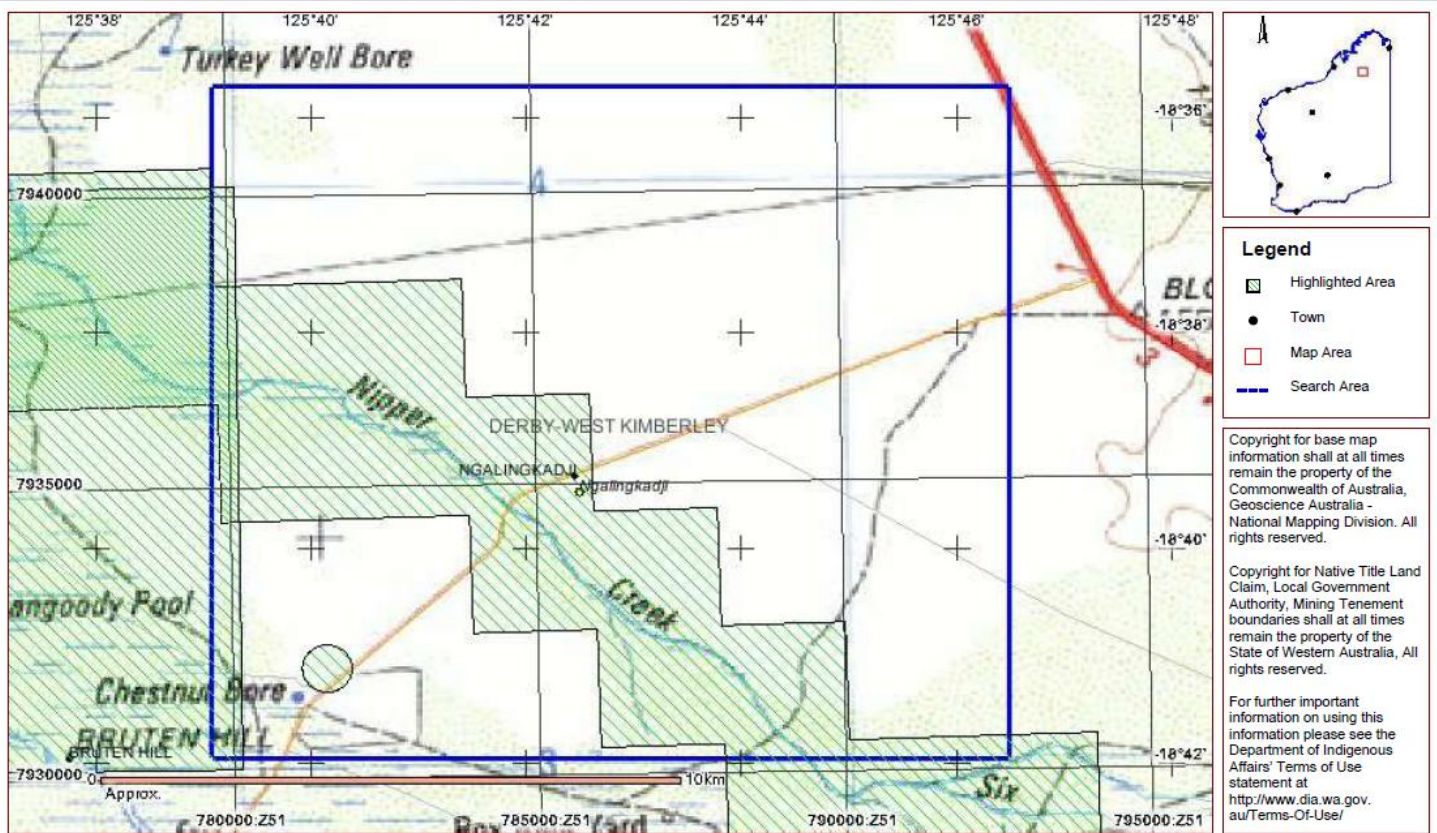 125°38'
125°40'
125°42'
125°44'
125°46'
125°48'
Turkey Well Bore
-18°36'
7940000
4
BLO
-18°38'
3
Nipper
DERBY-WEST KIMBERLEY
NGALINGKADJI
Ngalingkadji
7935000
-18°40'
angoody Pool
Creek
Chestnut Bore
BRUTEN HILL
BRUTEN HILL
-18°42'
7930000
0
10km
Approx.
Six
780000:Z51
785000:Z51
790000:Z51
795000:Z51
Legend
Highlighted Area
Town
Map Area
Search Area
Copyright for base map
information shall at all times
remain the property of the
Commonwealth of Australia,
Geoscience Australia -
National Mapping Division. All
rights reserved.
Copyright for Native Title Land
Claim, Local Government
Authority, Mining Tenement
boundaries shall at all times
remain the property of the
State of Western Australia, All
rights reserved.
For further important
information on using this
information please see the
Department of Indigenous
Affairs' Terms of Use
statement at
http://www.dia.wa.gov.
au/Terms-Of-Use/